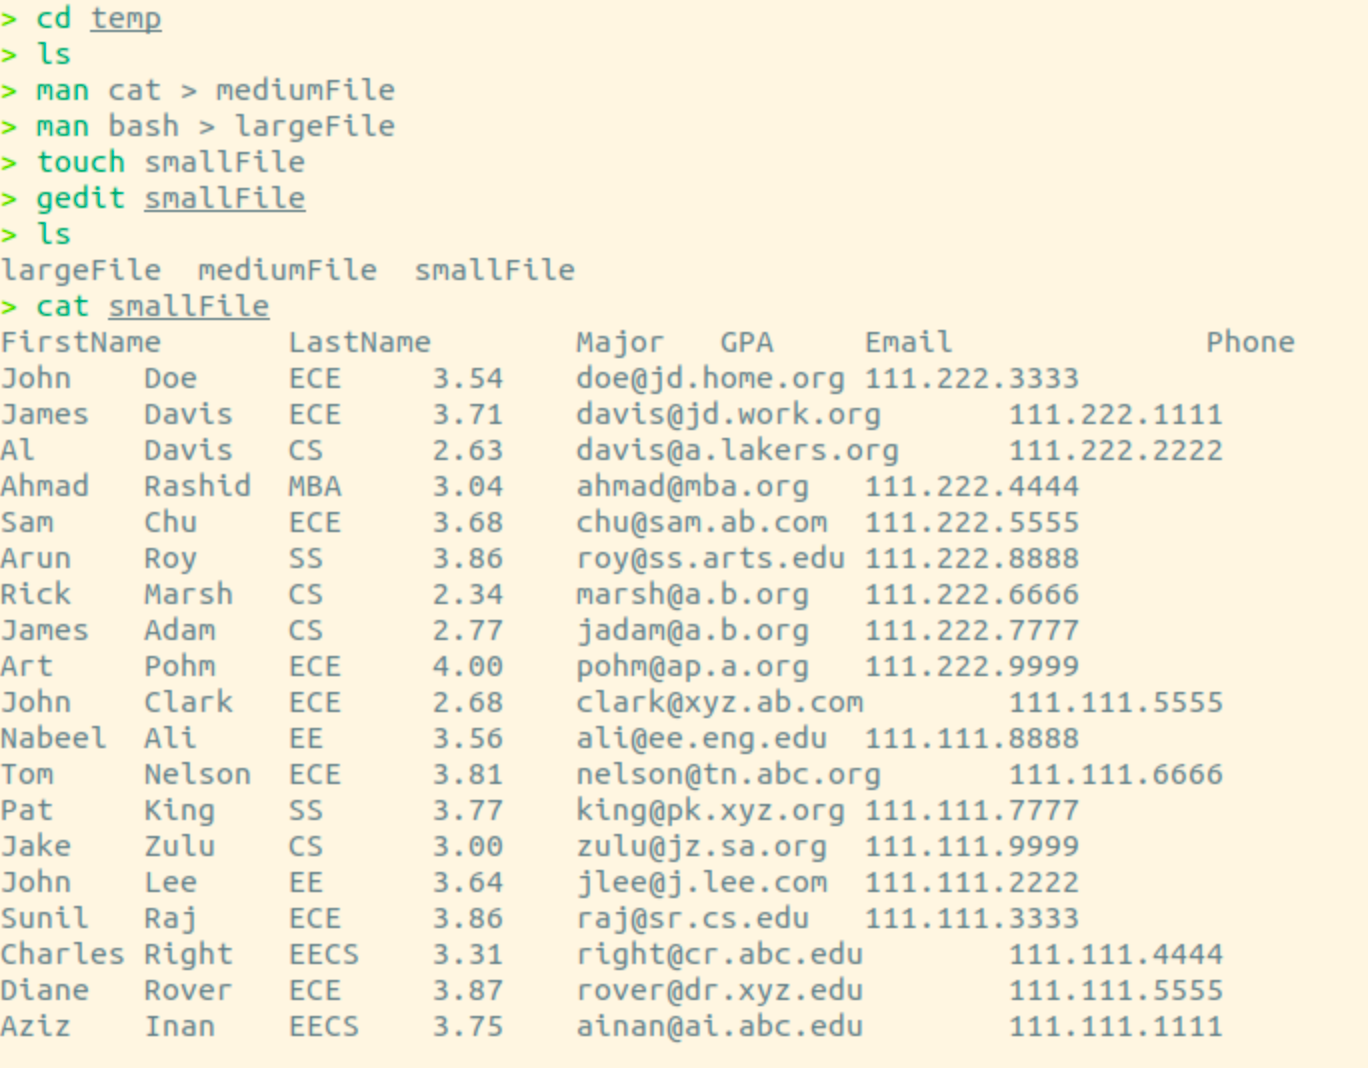 > cd temp
> ls
> man cat > mediumFile
> man bash > largeFile
> touch smallFile
> gedit smallFile
> ls
largeFile  mediumFile  smallFile
> cat smallFile
FirstName       LastName        Major   GPA     Email              Phone
John    Doe     ECE     3.54    doe@jd.home.org 111.222.3333
James   Davis   ECE     3.71    davis@jd.work.org       111.222.1111
Al      Davis   CS      2.63    davis@a.lakers.org      111.222.2222
Ahmad   Rashid  MBA     3.04    ahmad@mba.org   111.222.4444
Sam     Chu     ECE     3.68    chu@sam.ab.com  111.222.5555
Arun    Roy     SS      3.86    roy@ss.arts.edu 111.222.8888
Rick    Marsh   CS      2.34    marsh@a.b.org   111.222.6666
James   Adam    CS      2.77    jadam@a.b.org   111.222.7777
Art     Pohm    ECE     4.00    pohm@ap.a.org   111.222.9999
John    Clark   ECE     2.68    clark@xyz.ab.com        111.111.5555
Nabeel  Ali     EE      3.56    ali@ee.eng.edu  111.111.8888
Tom     Nelson  ECE     3.81    nelson@tn.abc.org       111.111.6666
Pat     King    SS      3.77    king@pk.xyz.org 111.111.7777
Jake    Zulu    CS      3.00    zulu@jz.sa.org  111.111.9999
John    Lee     EE      3.64    jlee@j.lee.com  111.111.2222
Sunil   Raj     ECE     3.86    raj@sr.cs.edu   111.111.3333
Charles Right   EECS    3.31    right@cr.abc.edu        111.111.4444
Diane   Rover   ECE     3.87    rover@dr.xyz.edu        111.111.5555
Aziz    Inan    EECS    3.75    ainan@ai.abc.edu        111.111.1111